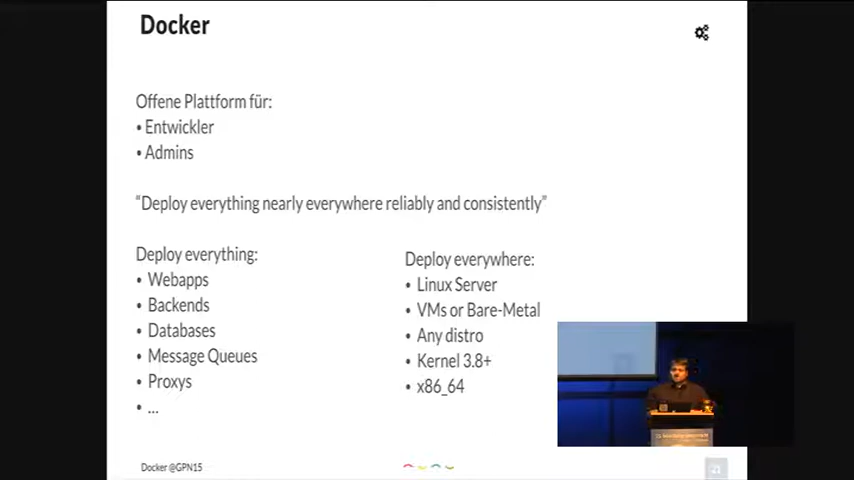 Docker
Offene Plattform für:
• Entwickler
• Admins
“Deploy everything nearly everywhere reliably and consistently”
Deploy everything:
• Webapps
• Backends
• Databases
• Message Queues
• Proxys
• ...
Deploy everywhere:
• Linux Server
• VMs or Bare-Metal
• Any distro
• Kernel 3.8+
• x86_64
Docker @GPN15
21